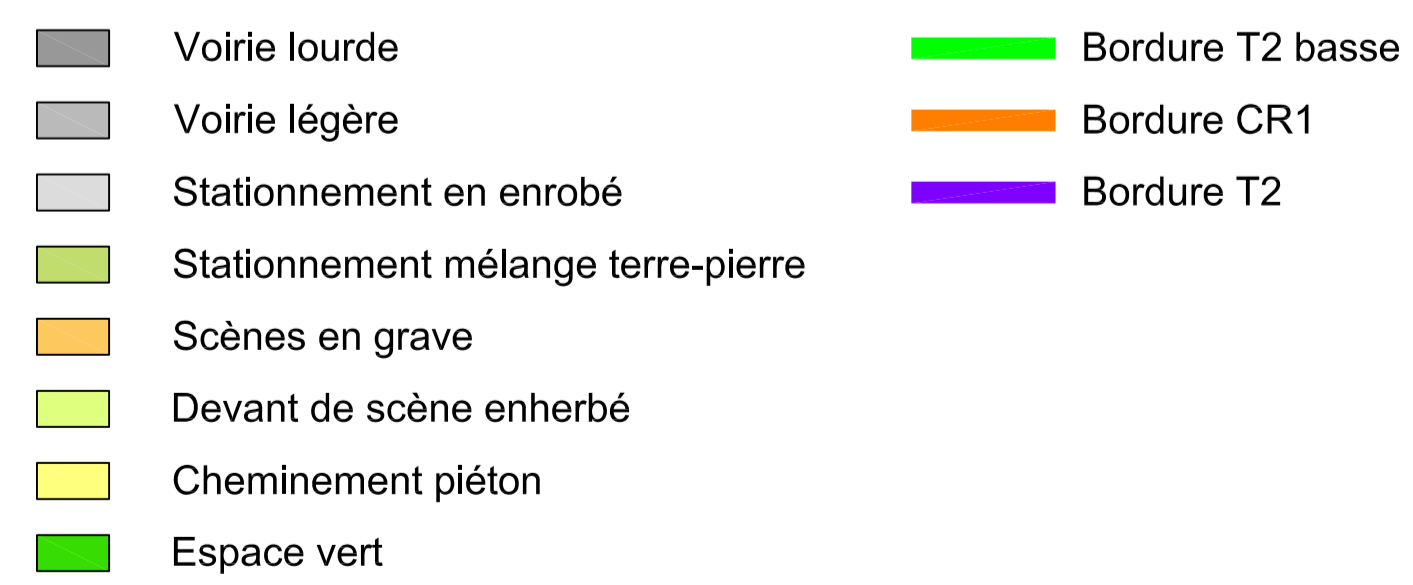 Voirie lourde
Voirie légère
Stationnement en enrobé
Stationnement mélange terre-pierre
Scènes en grave
Devant de scène enherbé
Cheminement piéton
Espace vert
Bordure T2 basse
Bordure CR1
Bordure T2